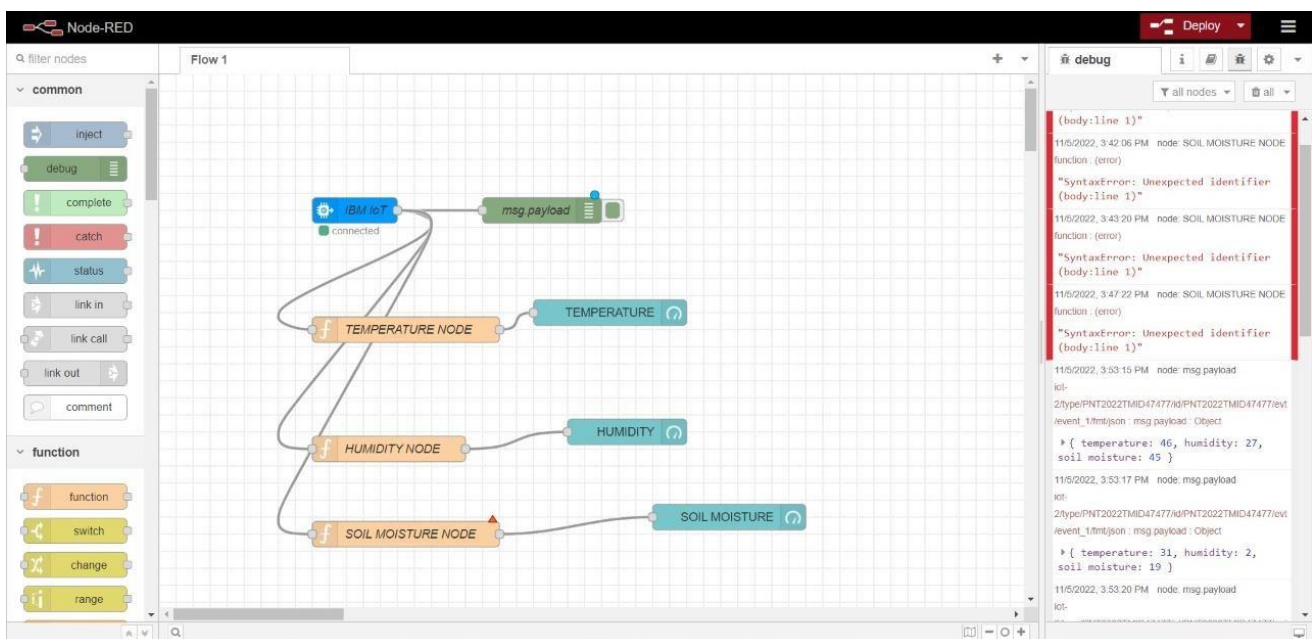 Node-RED
Deploy
filter nodes
Flow 1
debug
i
common
all nodes
all
inject
debug
complete
catch
status
link in
link call
link out
comment
function
function
switch
change
range
IBM IoT
connected
msg.payload
TEMPERATURE NODE
TEMPERATURE
HUMIDITY NODE
HUMIDITY
SOIL MOISTURE NODE
SOIL MOISTURE
(body:line 1)"
11/5/2022, 3:42:06 PM node: SOIL MOISTURE NODE
function : (error)
"SyntaxError: Unexpected identifier
(body:line 1)"
11/5/2022, 3:43:20 PM node: SOIL MOISTURE NODE
function : (error)
"SyntaxError: Unexpected identifier
(body:line 1)"
11/5/2022, 3:47:22 PM node: SOIL MOISTURE NODE
function : (error)
"SyntaxError: Unexpected identifier
(body:line 1)"
11/5/2022, 3:53:15 PM node: msg.payload
iot-
2/type/PNT2022TMID47477/id/PNT2022TMID47477/evt
/event_1/fmt/json : msg.payload : Object
{ temperature: 46, humidity: 27,
soil moisture: 45 }
11/5/2022, 3:53:17 PM node: msg.payload
iot-
2/type/PNT2022TMID47477/id/PNT2022TMID47477/evt
/event_1/fmt/json : msg.payload : Object
{ temperature: 31, humidity: 2,
soil moisture: 19 }
11/5/2022, 3:53:20 PM node: msg.payload
iot-